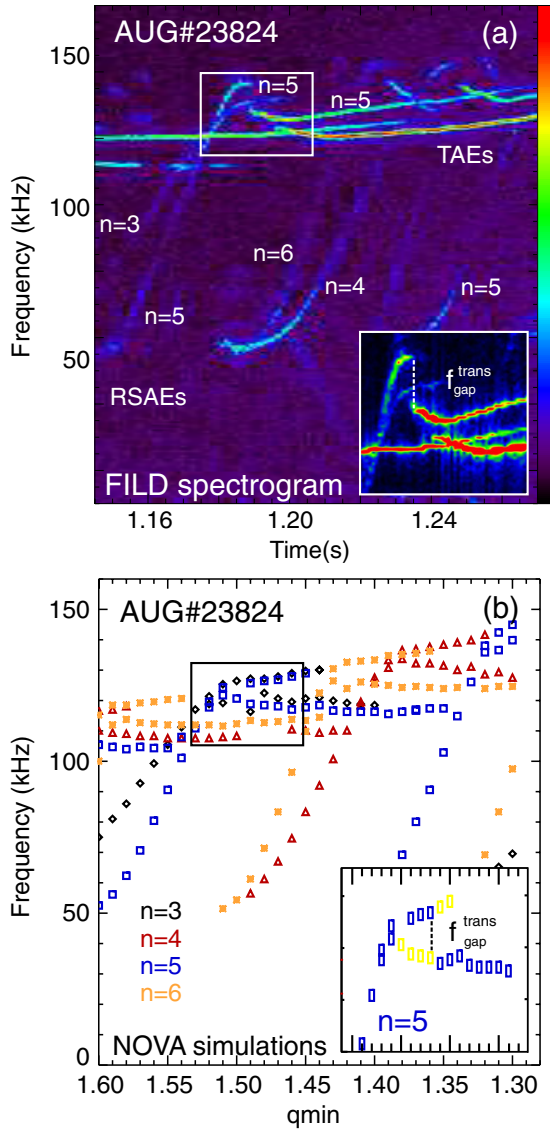 AUG#23824 (a)
150
n=5
n=5
TAEs
100
n=3
n=6
n=4
n=5
n=5
50
RSAEs
f trans gap
FILD spectrogram
Frequency (kHz)
1.16 1.20 1.24
Time(s)
AUG#23824 (b)
150
100
50
0
n=3
n=4
n=5
n=6
f trans gap
n=5
NOVA simulations
Frequency (kHz)
1.60 1.55 1.50 1.45 1.40 1.35 1.30
qmin